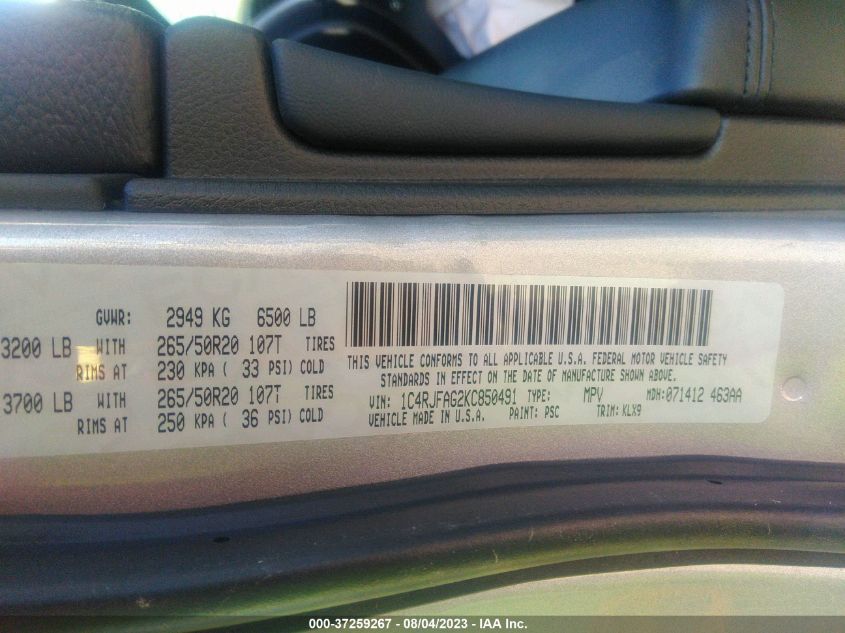 GVWR: 2949 KG 6500 LB
3200 LB WITH 265/50R20 107T TIRES
RIMS AT 230 KPA ( 33 PSI) COLD
3700 LB WITH 265/50R20 107T TIRES
RIMS AT 250 KPA ( 36 PSI) COLD
THIS VEHICLE CONFORMS TO ALL APPLICABLE U.S.A. FEDERAL MOTOR VEHICLE SAFETY
STANDARDS IN EFFECT ON THE DATE OF MANUFACTURE SHOWN ABOVE.
VIN: 1C4RJFAG2KC850491 TYPE: MPV MDH:071412 463AA
VEHICLE MADE IN U.S.A. PAINT: PSC TRIM: KLX9
000-37259267 - 08/04/2023 - IAA Inc.